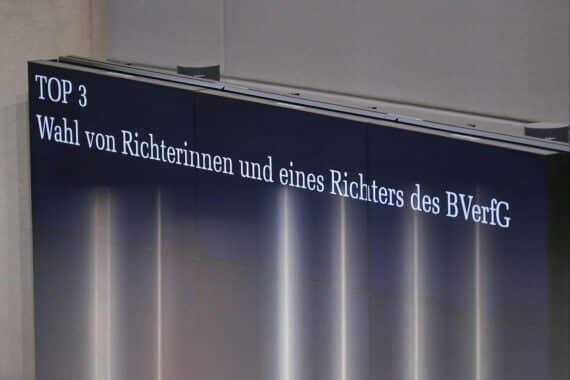 TOP 3
Wahl von Richterinnen und eines Richters des BVerfG